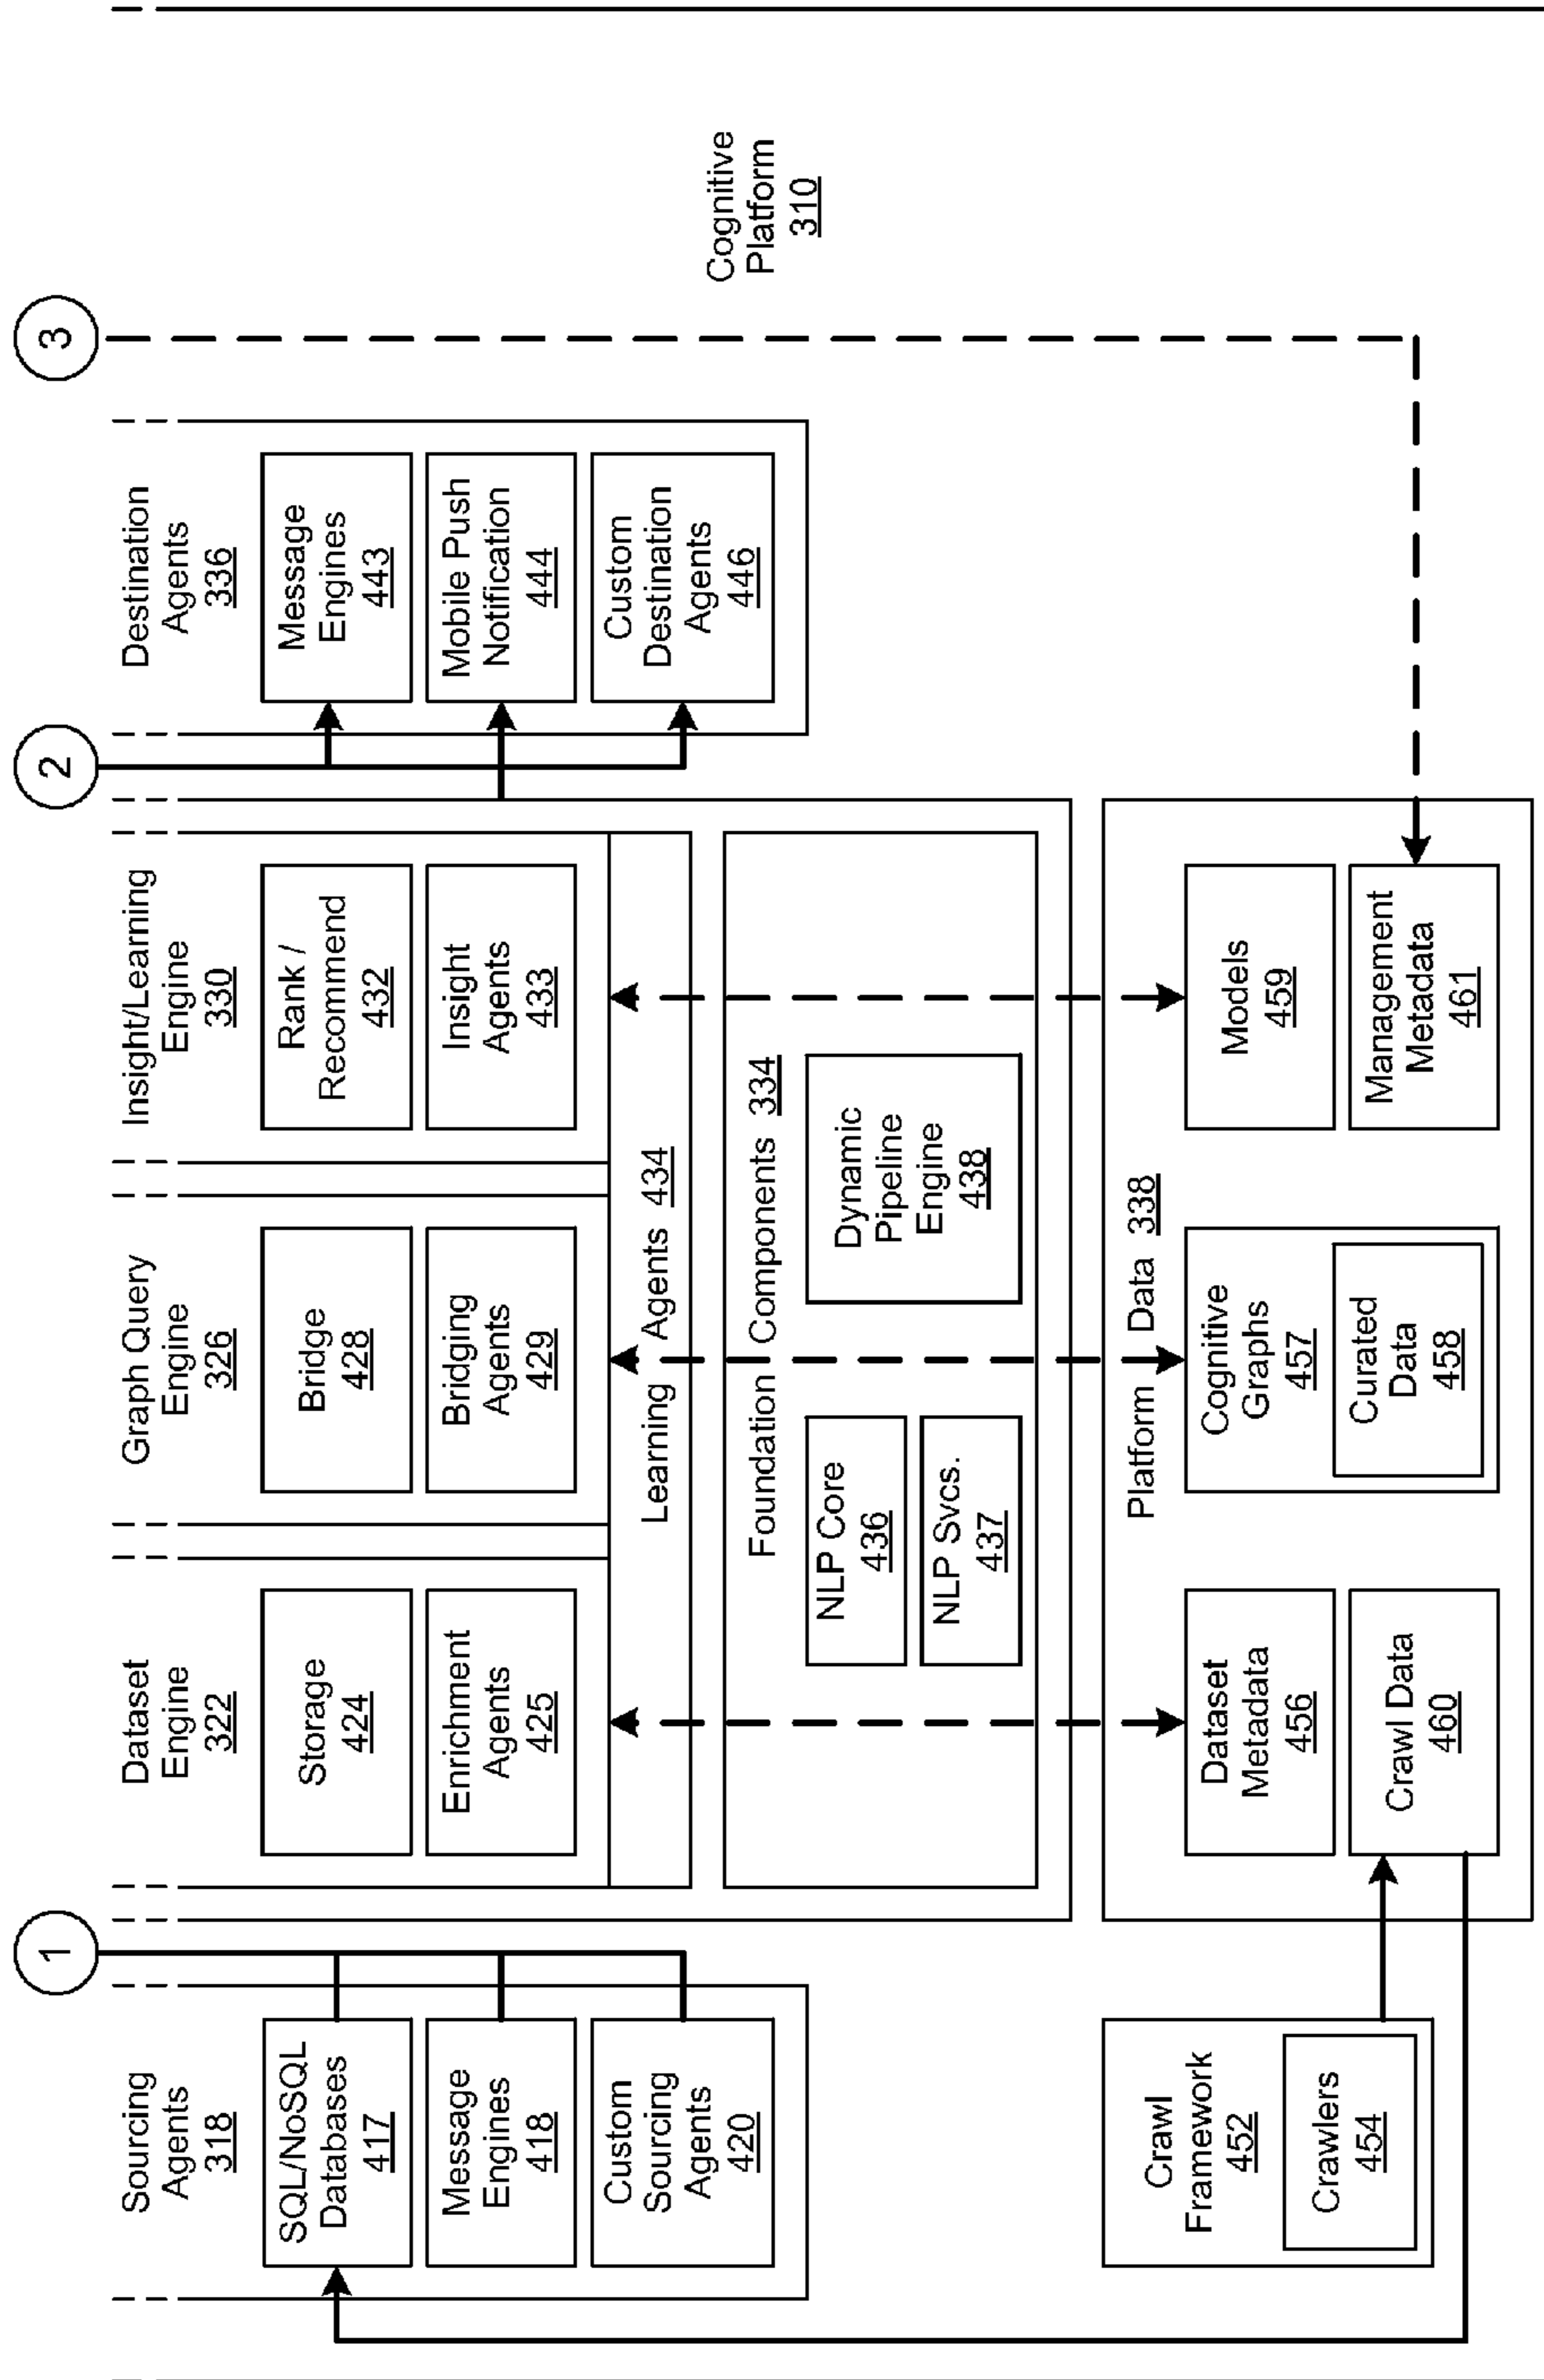 1
2
3
Sourcing
Agents
318
SQL/NoSQL
Databases
417
Message
Engines
418
Custom
Sourcing
Agents
420
Dataset
Engine
322
Storage
424
Enrichment
Agents
425
Graph Query
Engine
326
Bridge
428
Bridging
Agents
429
Insight/Learning
Engine
330
Rank /
Recommend
432
Insight
Agents
433
Learning Agents 434
Foundation Components 334
NLP Core
436
NLP Svcs.
437
Dynamic
Pipeline
Engine
438
Destination
Agents
336
Message
Engines
443
Mobile Push
Notification
444
Custom
Destination
Agents
446
Cognitive
Platform
310
Crawl
Framework
452
Crawlers
454
Platform Data 338
Dataset
Metadata
456
Crawl Data
460
Cognitive
Graphs
457
Curated
Data
458
Models
459
Management
Metadata
461